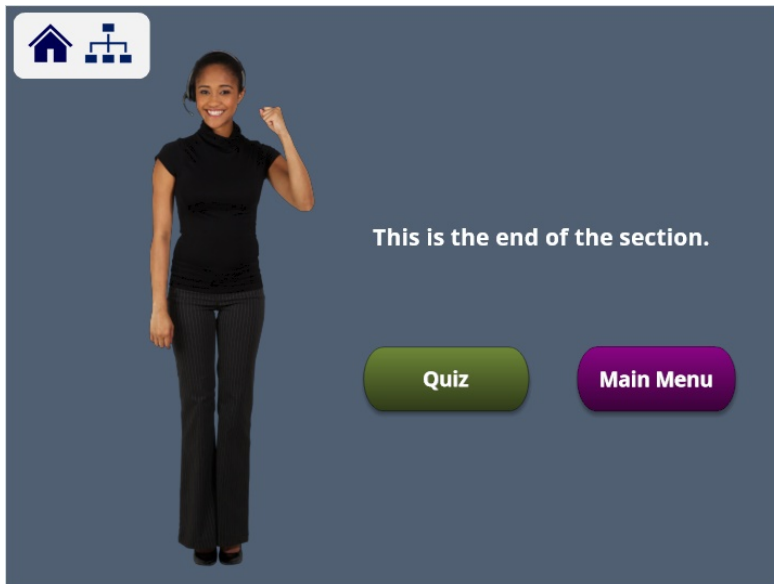 This is the end of the section.
Quiz
Main Menu